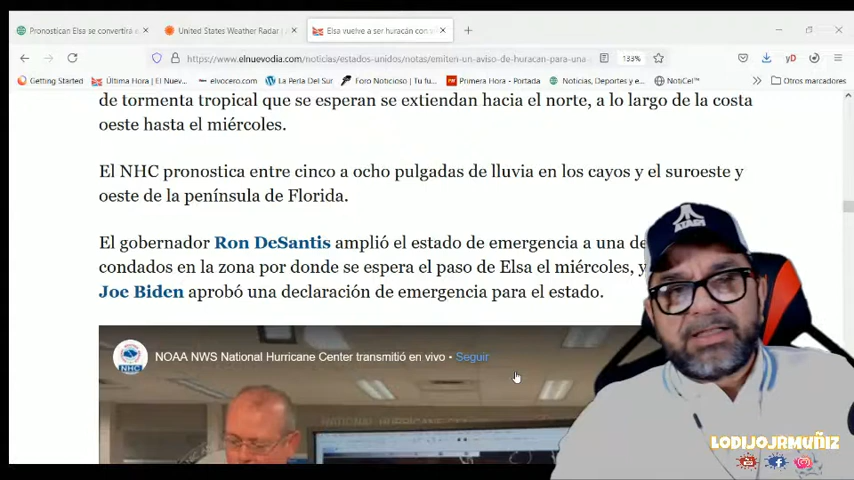 Pronostican Elsa se convertira e
United States Weather Radar |
Elsa vuelve a ser huracán con v
https://www.elnuevodia.com/noticias/estados-unidos/notas/emiten-un-aviso-de-huracan-para-una-
133%
Getting Started
Última Hora | El Nuev...
elvocero.com
La Perla Del Sur
Foro Noticioso | Tu fu...
Primera Hora - Portada
Noticias, Deportes y e...
NotiCel™
Otros marcadores
de tormenta tropical que se esperan se extiendan hacia el norte, a lo largo de la costa
oeste hasta el miércoles.
El NHC pronostica entre cinco a ocho pulgadas de lluvia en los cayos y el suroeste y
oeste de la península de Florida.
El gobernador Ron DeSantis amplió el estado de emergencia a una de
condados en la zona por donde se espera el paso de Elsa el miércoles, y
Joe Biden aprobó una declaración de emergencia para el estado.
NHC
NOAA NWS National Hurricane Center transmitió en vivo • Seguir
NATIONAL HURRICANE
ATARI
LODIJOJRMUÑIZ